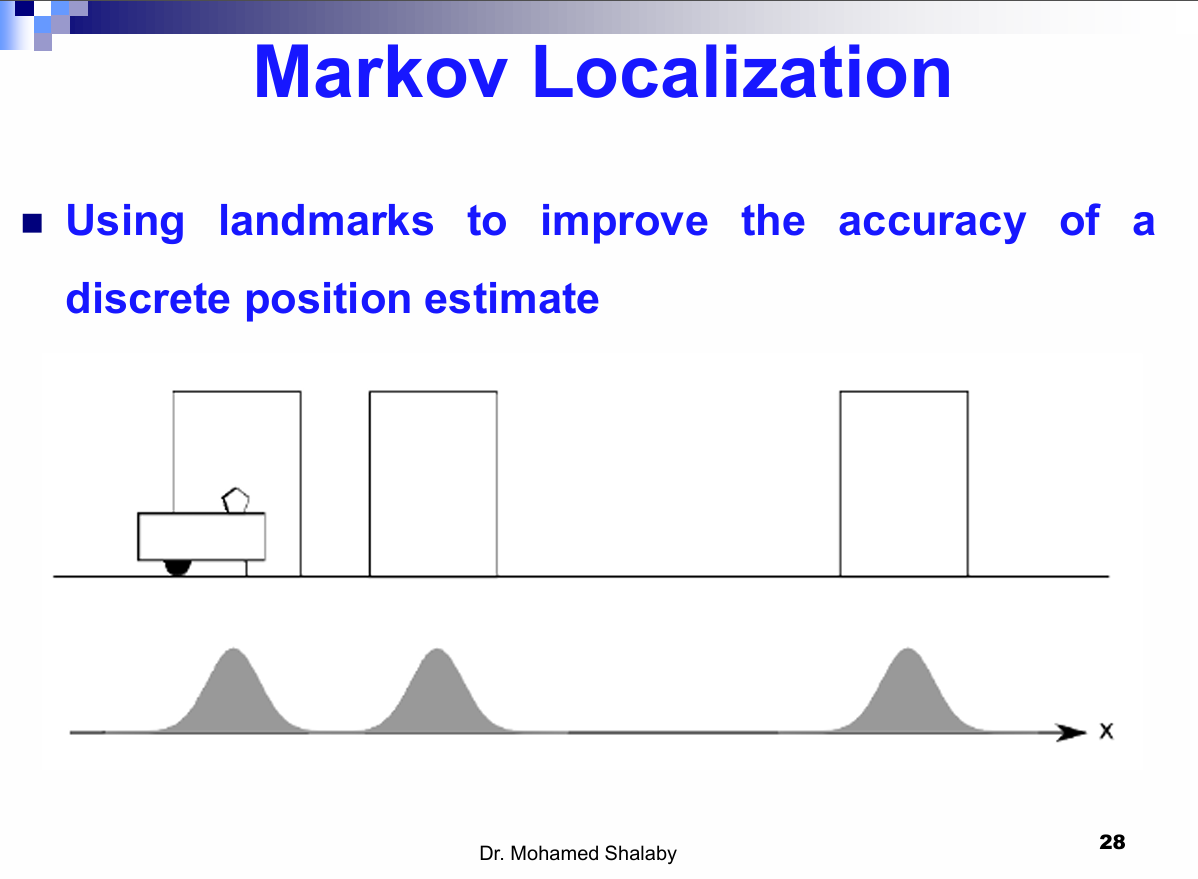 Markov Localization
Using landmarks to improve the accuracy of a
discrete position estimate
x
Dr. Mohamed Shalaby
28